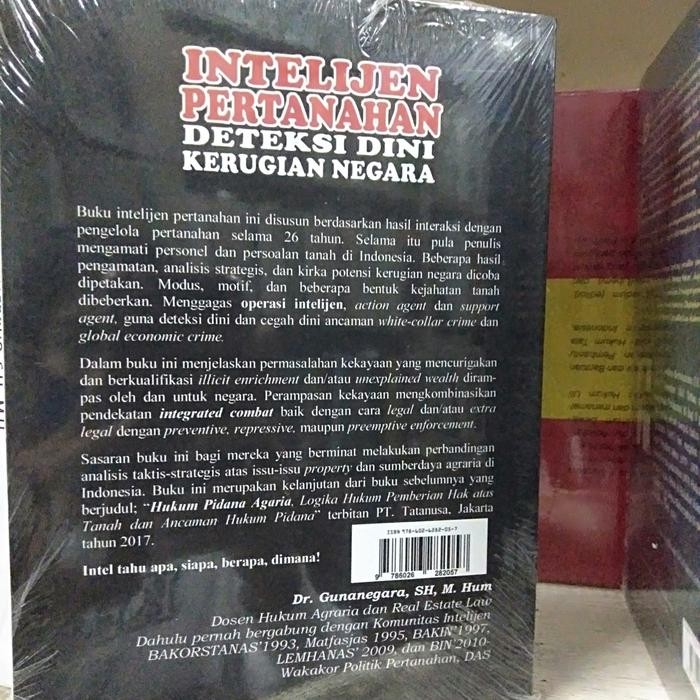 INTELIJEN
PERTANAHAN
DETEKSI DINI
KERUGIAN NEGARA
Buku intelijen pertanahan ini disusun berdasarkan hasil interaksi dengan
pengelola pertanahan selama 26 tahun. Selama itu pula penulis
mengamati personel dan persoalan tanah di Indonesia. Beberapa hasil
pengamatan, analisis strategis, dan kirka potensi kerugian negara dicoba
dipetakan. Modus, motif, dan beberapa bentuk kejahatan tanah
dibeberkan. Menggagas operasi intelijen, action agent dan support
agent, guna deteksi dini dan cegah dini ancaman white-collar crime dan
global economic crime.
Dalam buku ini menjelaskan permasalahan kekayaan yang mencurigakan
dan berkualifikasi illicit enrichment dan/atau unexplained wealth diram-
pas oleh dan untuk negara. Perampasan kekayaan mengkombinasikan
pendekatan integrated combat baik dengan cara legal dan/atau extra
legal dengan preventive, repressive, maupun preemptive enforcement.
Sasaran buku ini bagi mereka yang berminat melakukan perbandingan
analisis taktis-strategis atas issu-issu property dan sumberdaya agraria di
Indonesia. Buku ini merupakan kelanjutan dari buku sebelumnya yang
berjudul; "Hukum Pidana Agaria, Logika Hukum Pemberian Hak atas
Tanah dan Ancaman Hukum Pidana" terbitan PT. Tatanusa, Jakarta
tahun 2017.
Intel tahu apa, siapa, berapa, dimana!
ISBN 978-602-6282-05-7
9 786026 282057
Dr. Gunanegara, SH, M. Hum
Dosen Hukum Agraria dan Real Estate Law
Dahulu pernah bergabung dengan Komunitas Intelijen
BAKORSTANAS'1993, Matfasjas 1995, BAKIN'1997,
LEMHANAS' 2009, dan BIN'2010-
Wakakor Politik Pertanahan, DAS